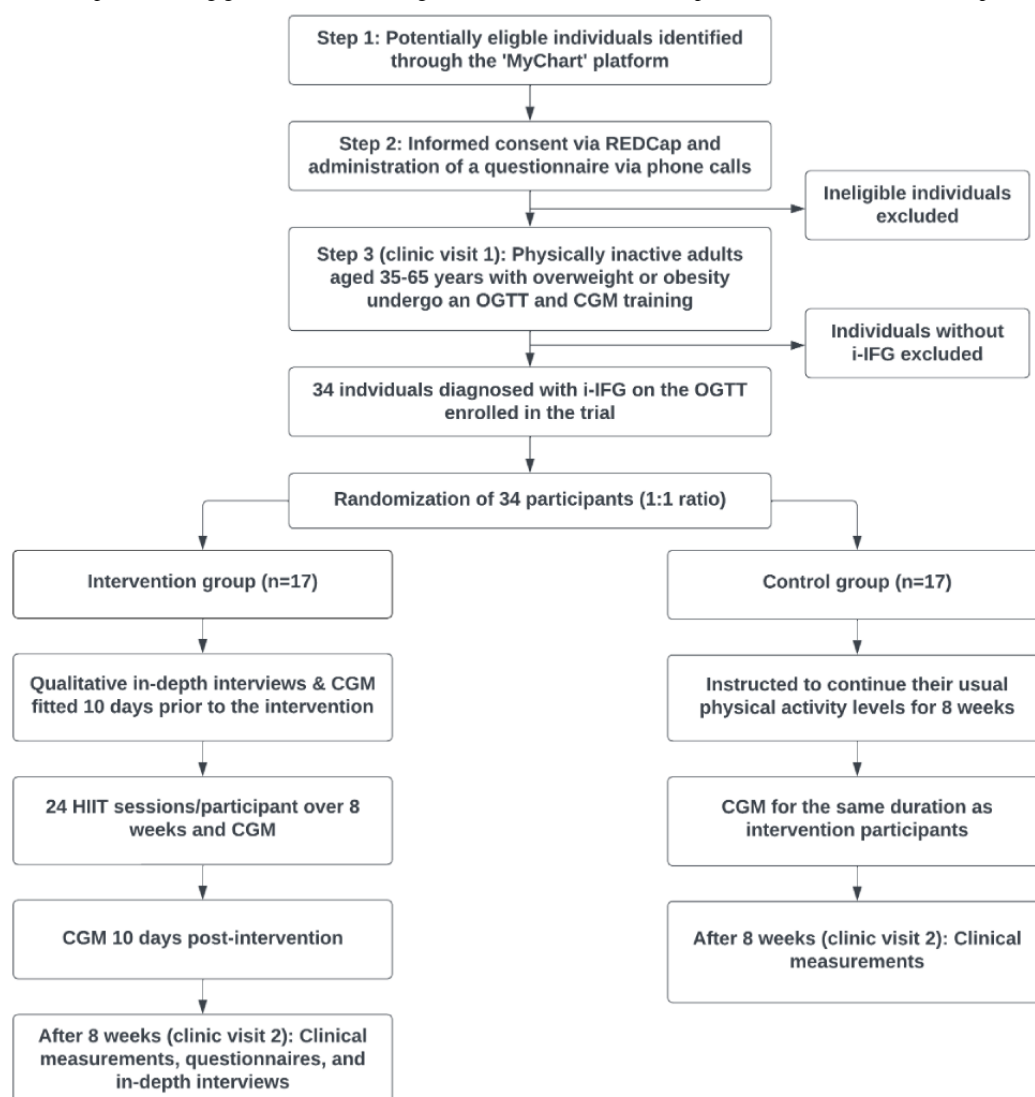 Step 1: Potentially eligble individuals identified
through the 'MyChart' platform
Step 2: Informed consent via REDCap and
administration of a questionnaire via phone calls
Ineligible individuals
excluded
Step 3 (clinic visit 1): Physically inactive adults
aged 35-65 years with overweight or obesity
undergo an OGTT and CGM training
Individuals without
i-IFG excluded
34 indviduals diagnosed with i-IFG on the OGTT
enrolled in the trial
Randomization of 34 participants (1:1 ratio)
Intervention group (n=17)
Control group (n=17)
Qualitative in-depth interviews & CGM
fitted 10 days prior to the intervention
Instructed to continue their usual
physical activity levels for 8 weeks
24 HIIT sessions/participant over 8
weeks and CGM
CGM for the same duration as
intervention participants
CGM 10 days post-intervention
After 8 weeks (clinic visit 2): Clinical
measurements
After 8 weeks (clinic visit 2): Clinical
measurements, questionnaires, and
in-depth interviews